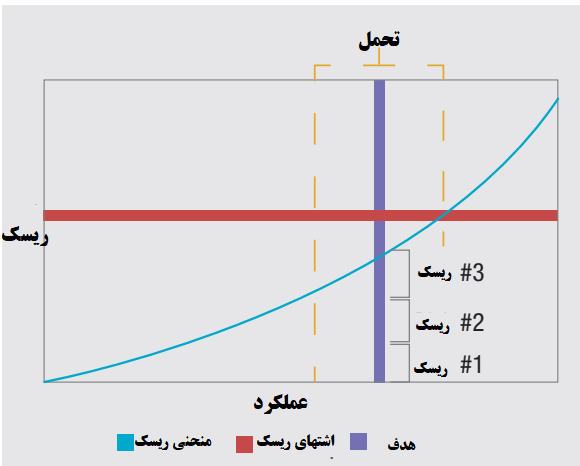 تحمل
ریسک
ریسک #3
ریسک #2
ریسک #1
عملکرد
هدف
اشتهای ریسک
منحنی ریسک